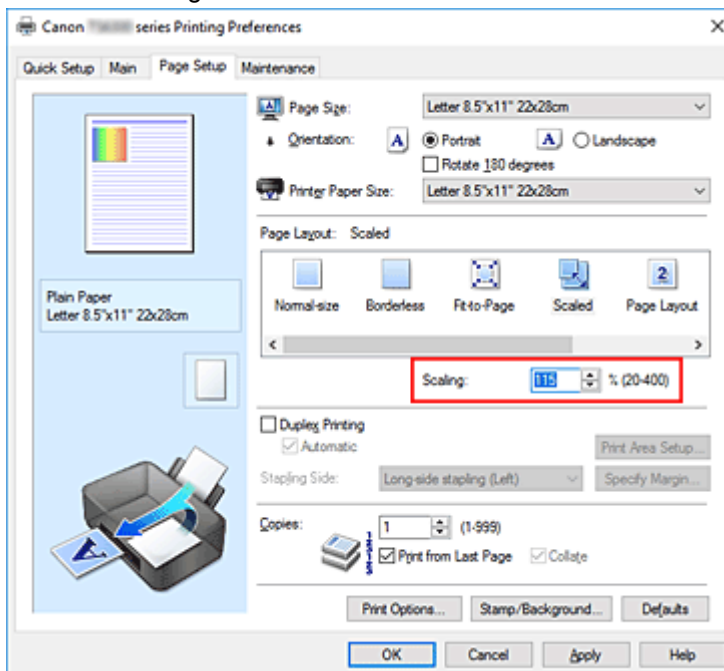 Canon series Printing Preferences
Quick Setup Main Page Setup Maintenance
Page Size: Letter 8.5"x11" 22x28cm
Orientation: A Portrait A Landscape
Rotate 180 degrees
Printer Paper Size: Letter 8.5"x11" 22x28cm
Page Layout: Scaled
Normal-size Borderless Fit-to-Page Scaled 2 Page Layout
Plain Paper
Letter 8.5"x11" 22x28cm
Scaling: 115 % (20-400)
Duplex Printing
Automatic Print Area Setup...
Stapling Side: Long-side stapling (Left) Specify Margin...
Copies: 1 (1-999)
Print from Last Page Collate
A
Print Options... Stamp/Background... Defaults
OK Cancel Apply Help